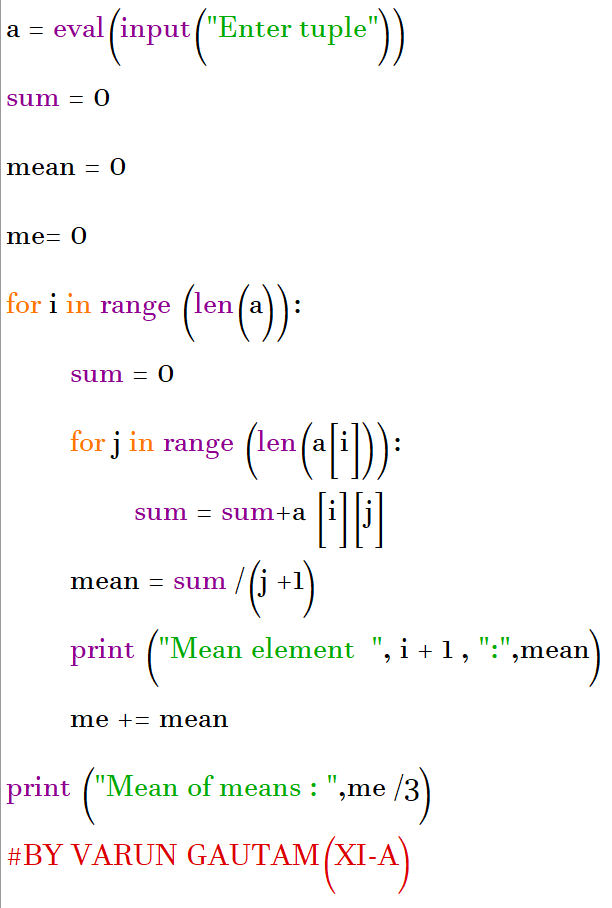 a = eval(input("Enter tuple"))
sum = 0
mean = 0
me= 0
for i in range (len(a)):
sum = 0
for j in range (len(a[i])):
sum = sum+a [i][j]
mean = sum /(j +1)
print ("Mean element  ", i + 1 , ":",mean)
me += mean
print ("Mean of means : ",me /3)
#BY VARUN GAUTAM(XI-A)